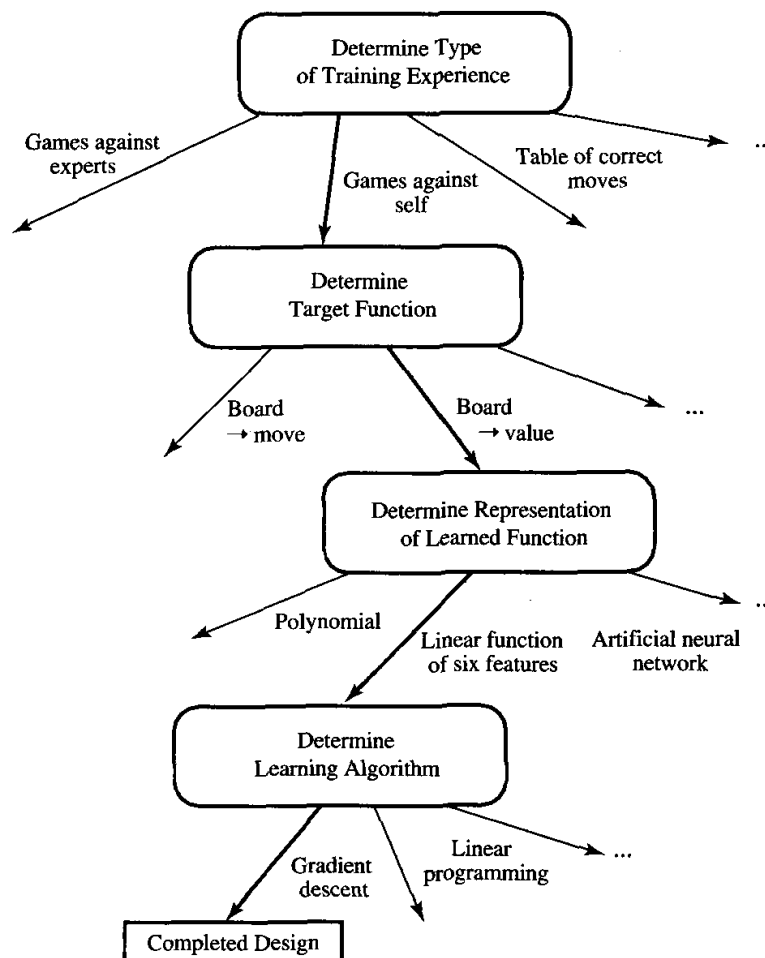 Determine Type
of Training Experience
Games against
experts
Games against
self
Table of correct
moves
...
Determine
Target Function
Board
→ move
Board
→ value
...
Determine Representation
of Learned Function
Polynomial
Linear function
of six features
Artificial neural
network
...
Determine
Learning Algorithm
Gradient
descent
Linear
programming
...
Completed Design